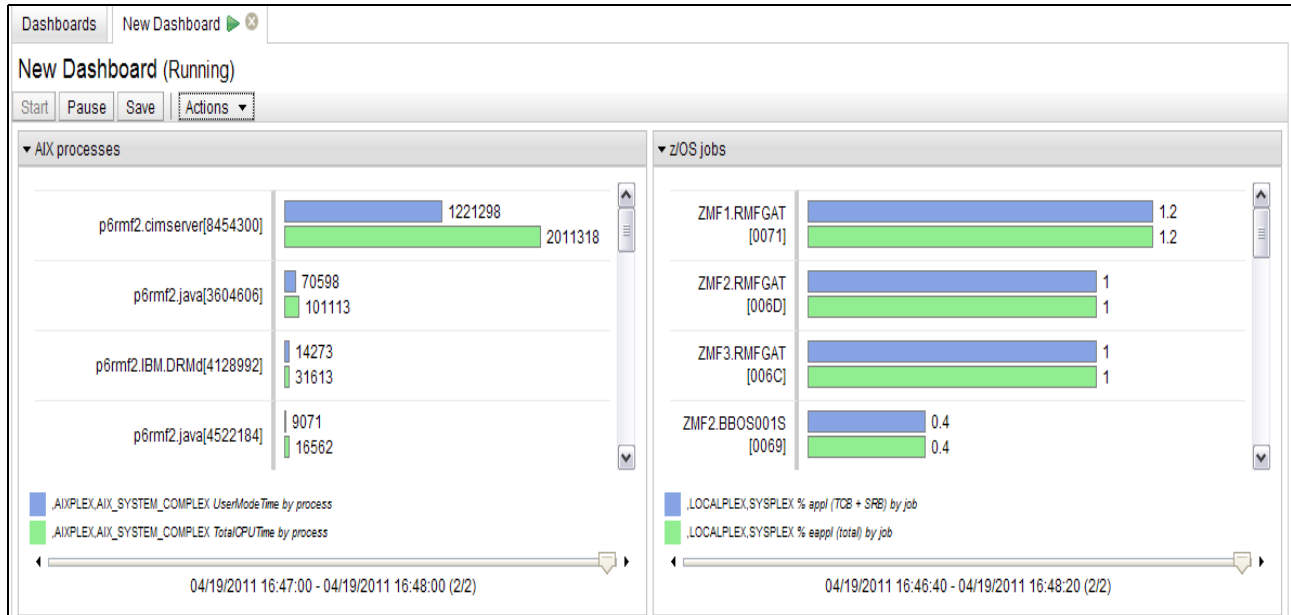 Dashboards
New Dashboard
New Dashboard (Running)
Start
Pause
Save
Actions
AIX processes
p6rmf2.cimserver[8454300]
1221298
2011318
p6rmf2.java[3604606]
70598
101113
p6rmf2.IBM.DRMd[4128992]
14273
31613
p6rmf2.java[4522184]
9071
16562
,AIXPLEX,AIX_SYSTEM_COMPLEX UserModeTime by process
,AIXPLEX,AIX_SYSTEM_COMPLEX TotalCPUTime by process
04/19/2011 16:47:00 - 04/19/2011 16:48:00 (2/2)
z/OS jobs
ZMF1.RMFGAT
[0071]
1.2
1.2
ZMF2.RMFGAT
[006D]
1
1
ZMF3.RMFGAT
[006C]
1
1
ZMF2.BBOS001S
[0069]
0.4
0.4
,LOCALPLEX,SYSPLEX % appl (TCB + SRB) by job
,LOCALPLEX,SYSPLEX % eappl (total) by job
04/19/2011 16:46:40 - 04/19/2011 16:48:20 (2/2)